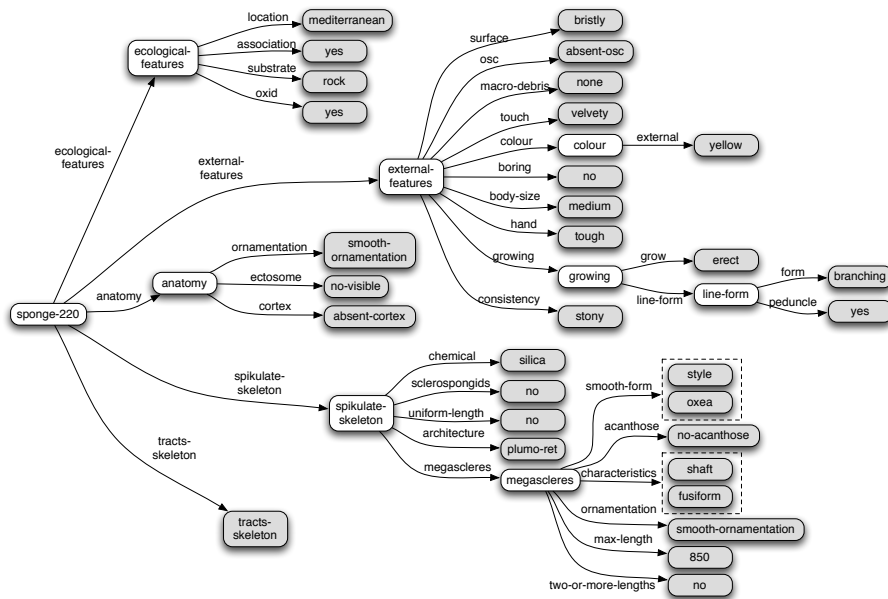 location
mediterranean
association
yes
ecological-
features
substrate
rock
oxid
yes
ecological-
features
external-
features
external-
features
surface
bristly
osc
absent-osc
macro-debris
none
touch
velvety
colour
colour
external
yellow
boring
no
body-size
medium
hand
tough
growing
growing
grow
erect
line-form
line-form
form
branching
peduncle
yes
consistency
stony
sponge-220
anatomy
anatomy
ornamentation
smooth-
ornamentation
ectosome
no-visible
cortex
absent-cortex
spikulate-
skeleton
spikulate-
skeleton
chemical
silica
sclerospongids
no
uniform-length
no
architecture
plumo-ret
megascleres
megascleres
smooth-form
style
oxea
acanthose
no-acanthose
characteristics
shaft
fusiform
ornamentation
smooth-ornamentation
max-length
850
two-or-more-lengths
no
tracts-
skeleton
tracts-
skeleton